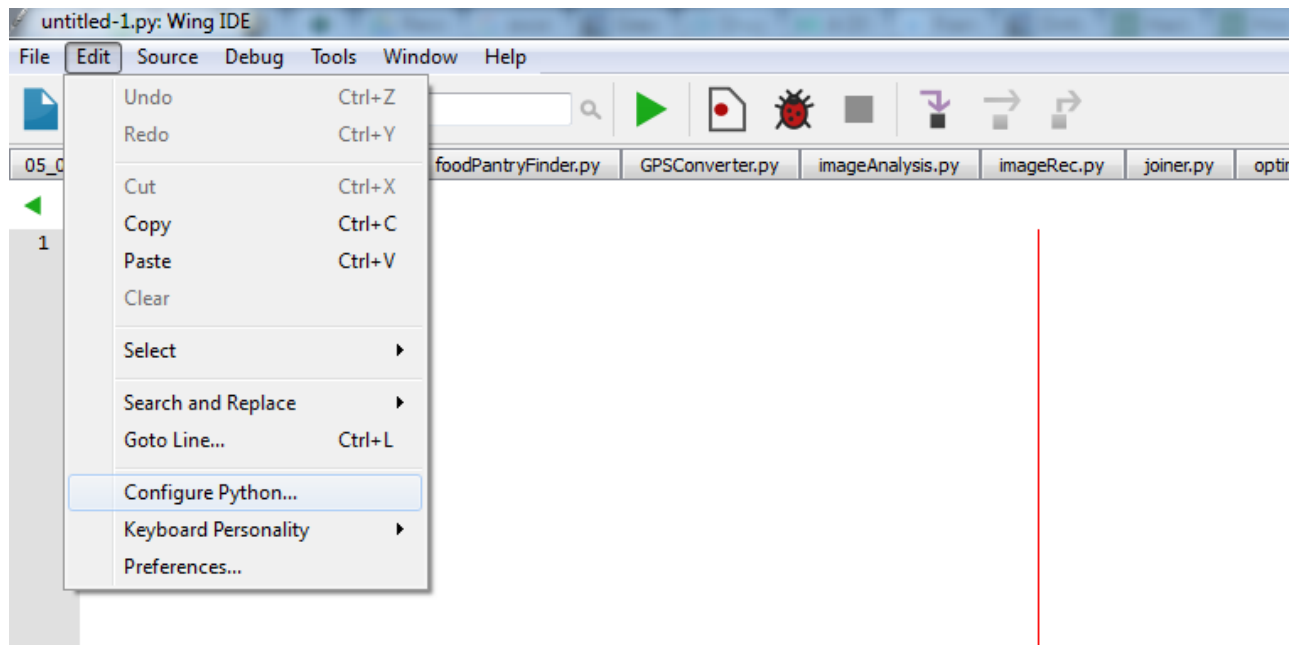 untitled-1.py: Wing IDE
File Edit Source Debug Tools Window Help
Undo Ctrl+Z
Redo Ctrl+Y
05_0 foodPantryFinder.py GPSConverter.py imageAnalysis.py imageRec.py joiner.py optin
Cut Ctrl+X
Copy Ctrl+C
1
Paste Ctrl+V
Clear
Select
Search and Replace
Goto Line... Ctrl+L
Configure Python...
Keyboard Personality
Preferences...